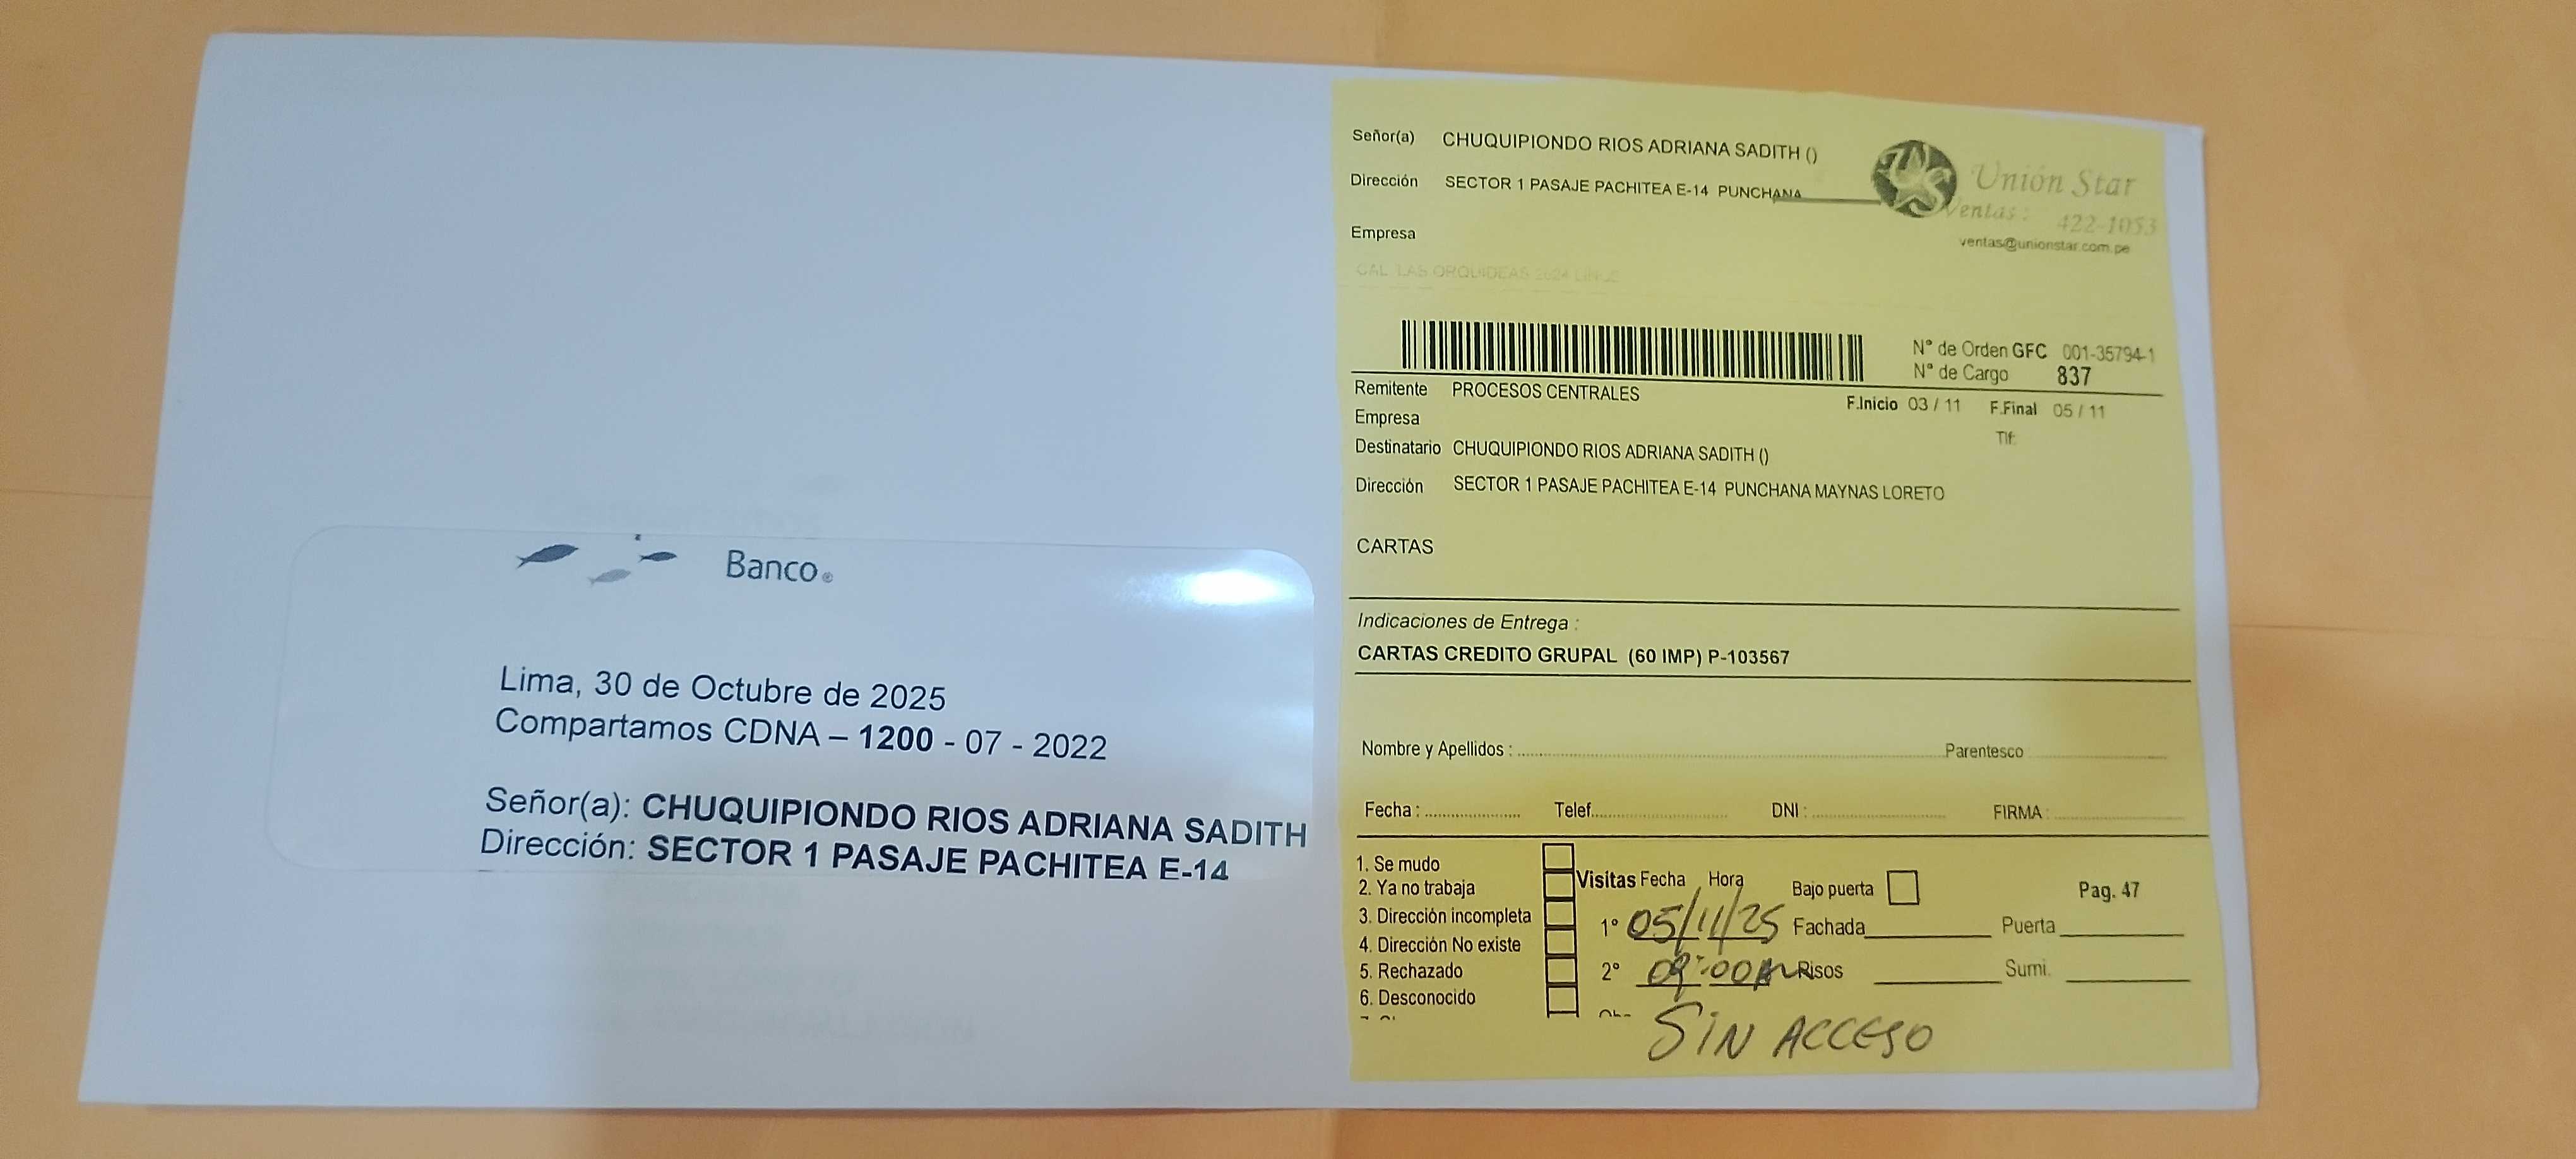 Banco
Lima, 30 de Octubre de 2025
Compartamos CDNA – 1200 - 07 - 2022
Señor(a): CHUQUIPIONDO RIOS ADRIANA SADITH
Dirección: SECTOR 1 PASAJE PACHITEA E-14
Señor(a) CHUQUIPIONDO RIOS ADRIANA SADITH ()
Dirección SECTOR 1 PASAJE PACHITEA E-14 PUNCHANA
Unión Star
Ventas: 422-1053
ventas@unionstar.com.pe
Empresa
CAL. LAS ORQUIDEAS
N° de Orden GFC 001-35794-1
N° de Cargo 837
Remitente PROCESOS CENTRALES
F.Inicio 03 / 11 F.Final 05 / 11
Empresa
Tlf:
Destinatario CHUQUIPIONDO RIOS ADRIANA SADITH ()
Dirección SECTOR 1 PASAJE PACHITEA E-14 PUNCHANA MAYNAS LORETO
CARTAS
Indicaciones de Entrega :
CARTAS CREDITO GRUPAL (60 IMP) P-103567
Nombre y Apellidos : Parentesco
Fecha : Telef. DNI : FIRMA :
1. Se mudo
2. Ya no trabaja
3. Dirección incompleta
4. Dirección No existe
5. Rechazado
6. Desconocido
Visitas Fecha Hora
1° 05/11/25
2° 09:00
Bajo puerta
Pag. 47
Fachada Puerta
Risos Sumi.
SIN ACCESO